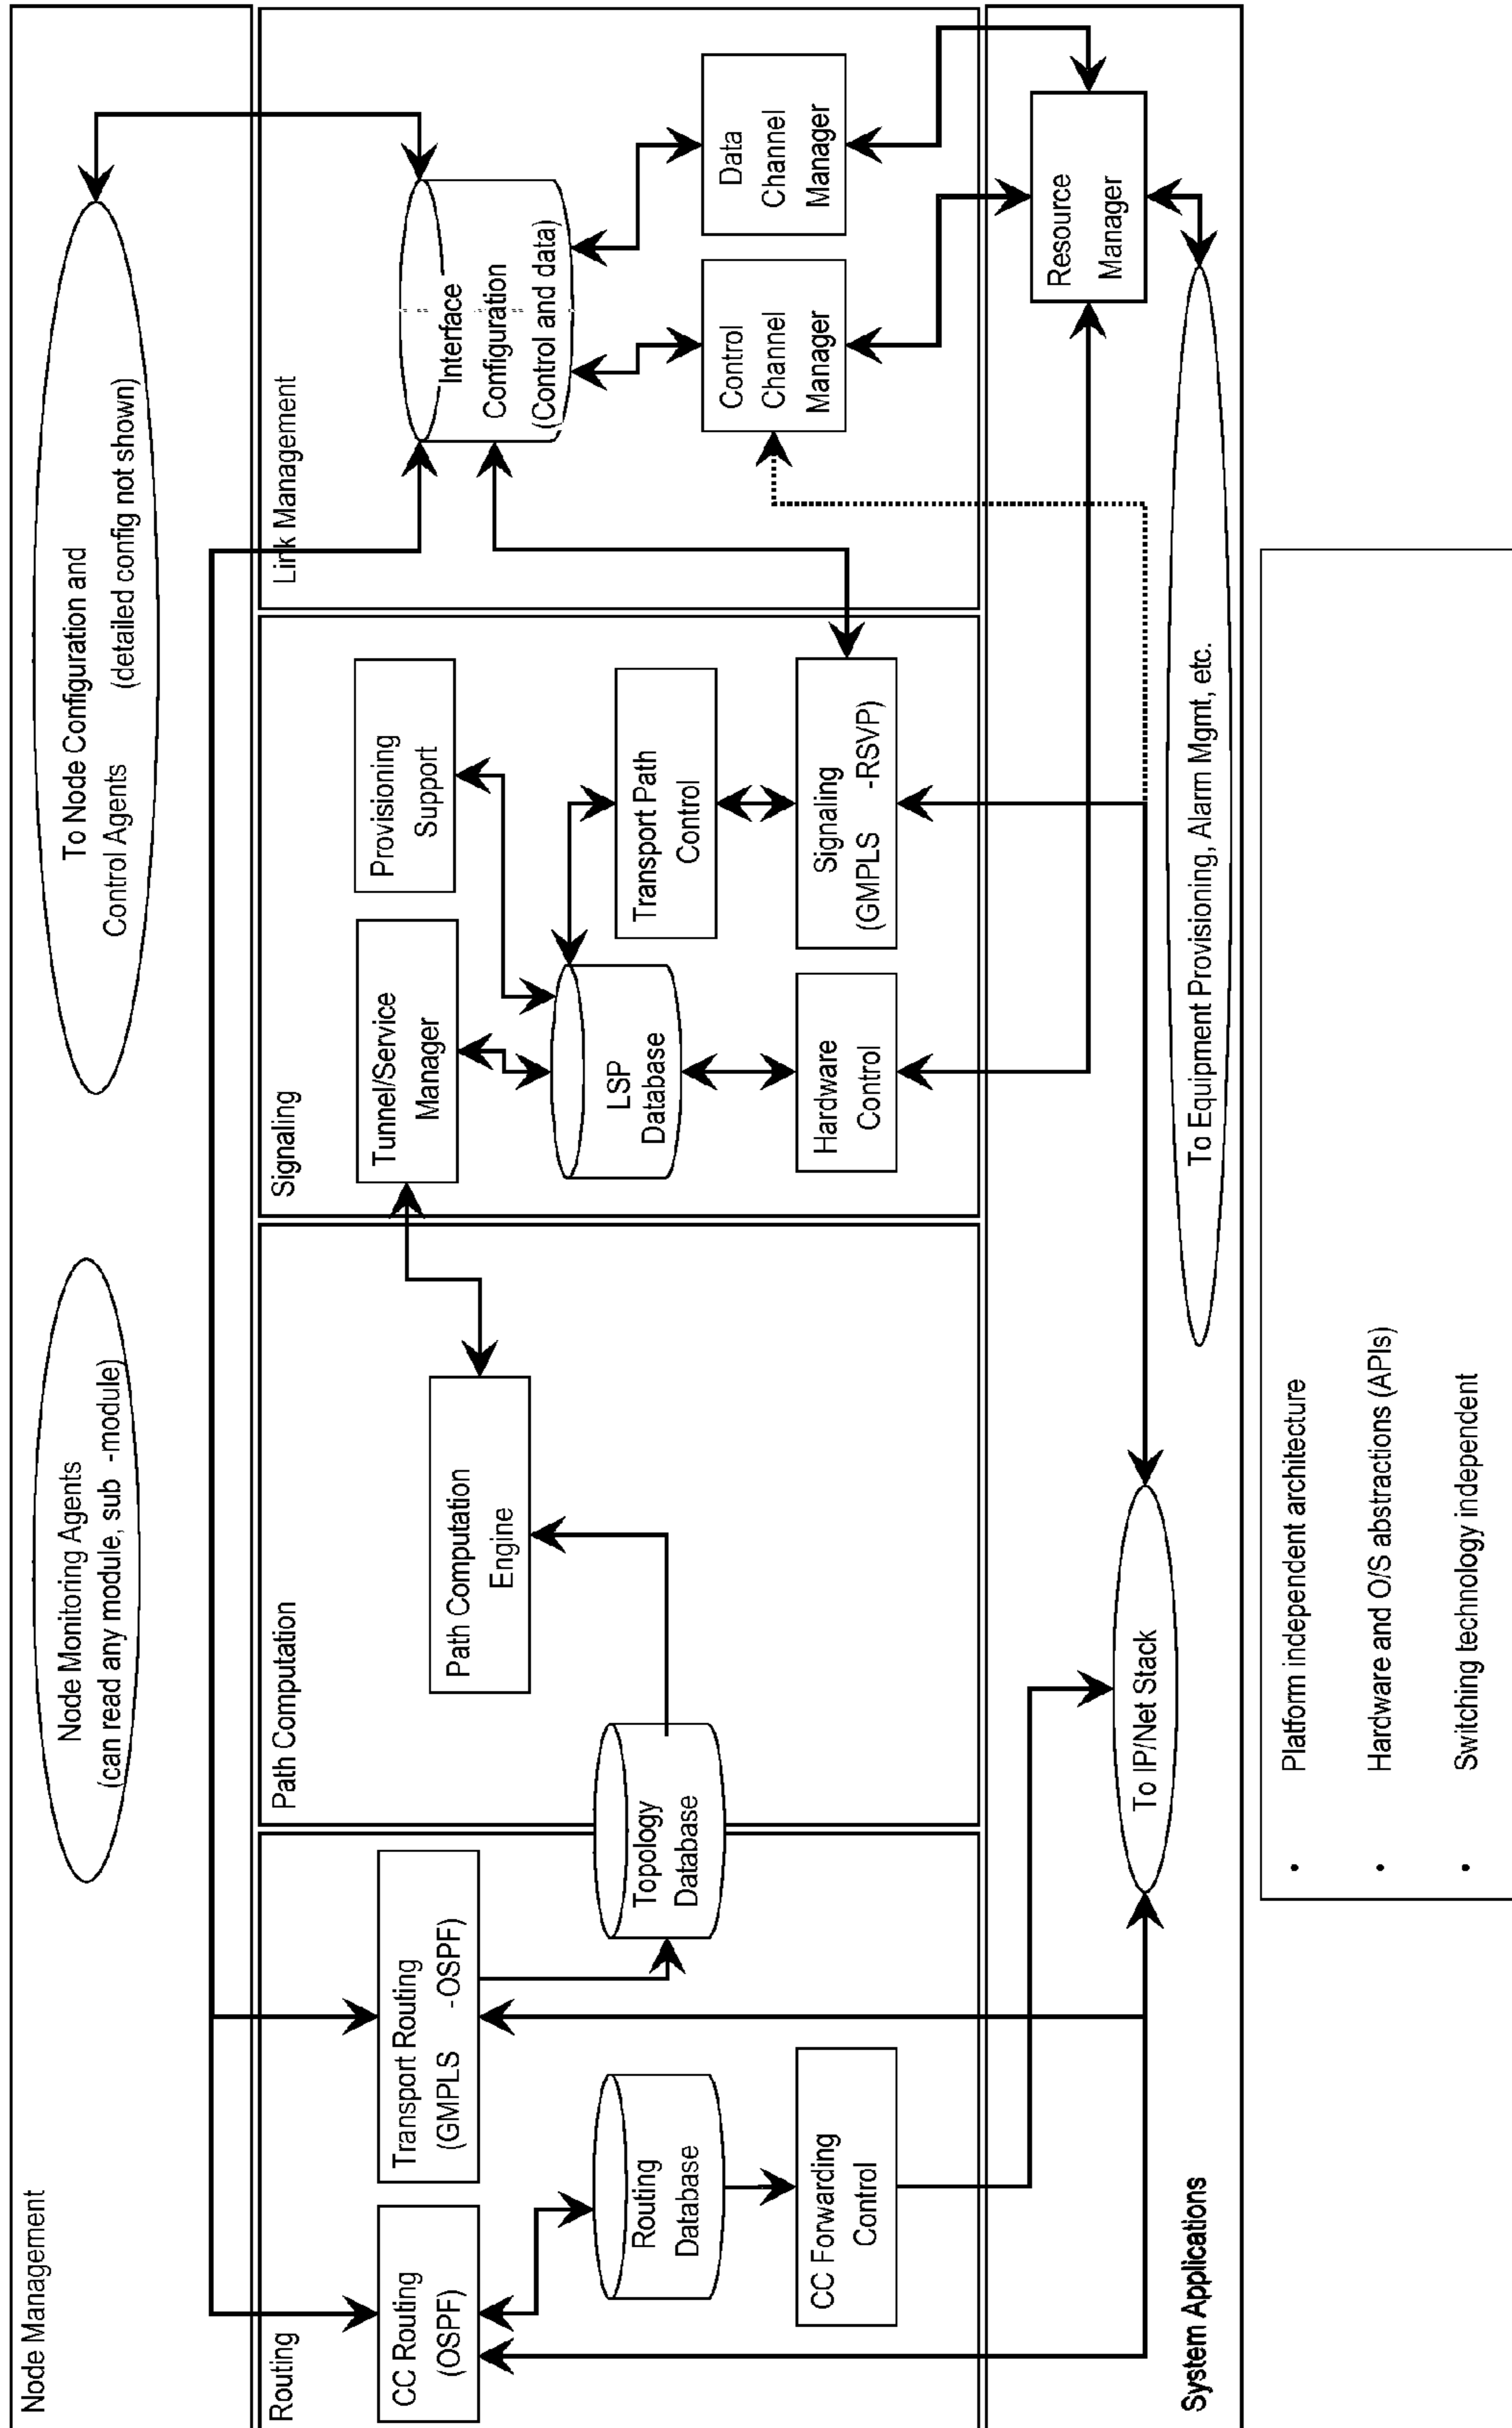 Node Management
Node Monitoring Agents
(can read any module, sub -module)
To Node Configuration and
Control Agents (detailed config not shown)
Routing
CC Routing
(OSPF)
Transport Routing
(GMPLS -OSPF)
Routing
Database
Topology
Database
CC Forwarding
Control
Path Computation
Path Computation
Engine
Signaling
Tunnel/Service
Manager
Provisioning
Support
LSP
Database
Transport Path
Control
Hardware
Control
Signaling
(GMPLS -RSVP)
Link Management
Interface
Configuration
(Control and data)
Control
Channel
Manager
Data
Channel
Manager
System Applications
To IP/Net Stack
Resource
Manager
To Equipment Provisioning, Alarm Mgmt, etc.
• Platform independent architecture
• Hardware and O/S abstractions (APIs)
• Switching technology independent